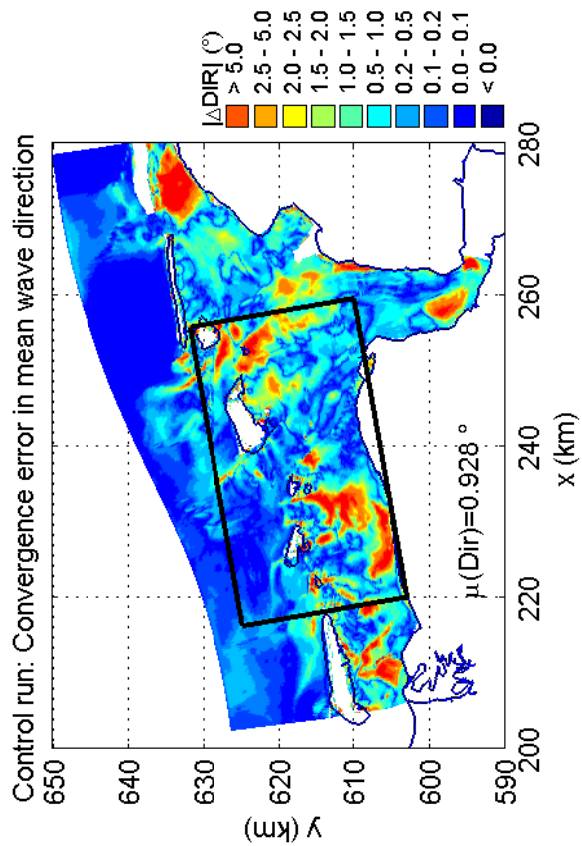 Control run: Convergence error in mean wave direction
|△DIR| (°)
> 5.0
2.5 - 5.0
2.0 - 2.5
1.5 - 2.0
1.0 - 1.5
0.5 - 1.0
0.2 - 0.5
0.1 - 0.2
0.0 - 0.1
< 0.0
650
640
630
620
610
600
590
y (km)
μ(Dir)=0.928 °
200
220
240
260
280
x (km)